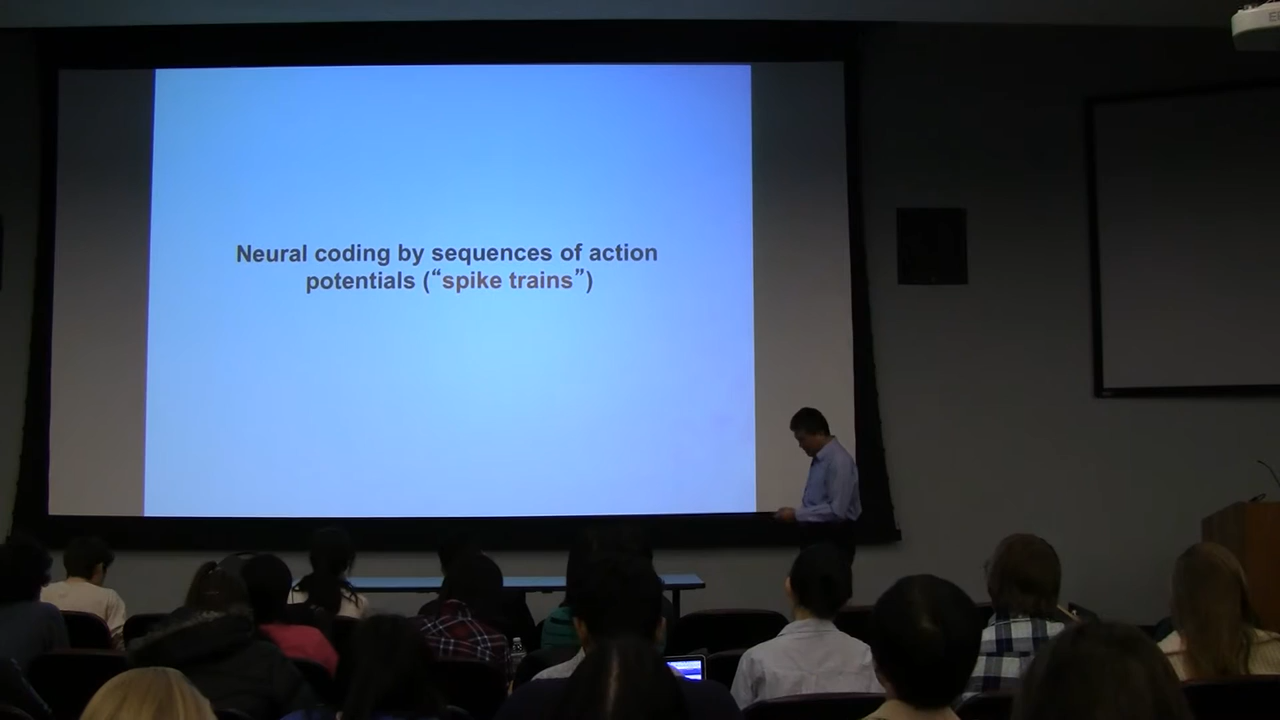 Neural coding by sequences of action
potentials (“spike trains”)